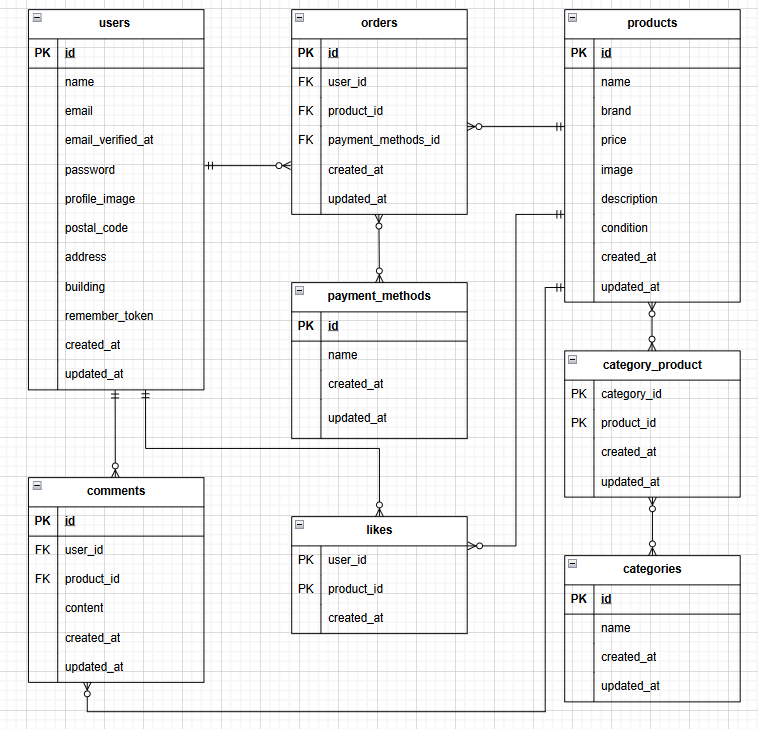 users
PK id
name
email
email_verified_at
password
profile_image
postal_code
address
building
remember_token
created_at
updated_at
orders
PK id
FK user_id
FK product_id
FK payment_methods_id
created_at
updated_at
products
PK id
name
brand
price
image
description
condition
created_at
updated_at
payment_methods
PK id
name
created_at
updated_at
category_product
PK category_id
PK product_id
created_at
updated_at
comments
PK id
FK user_id
FK product_id
content
created_at
updated_at
likes
PK user_id
PK product_id
created_at
categories
PK id
name
created_at
updated_at